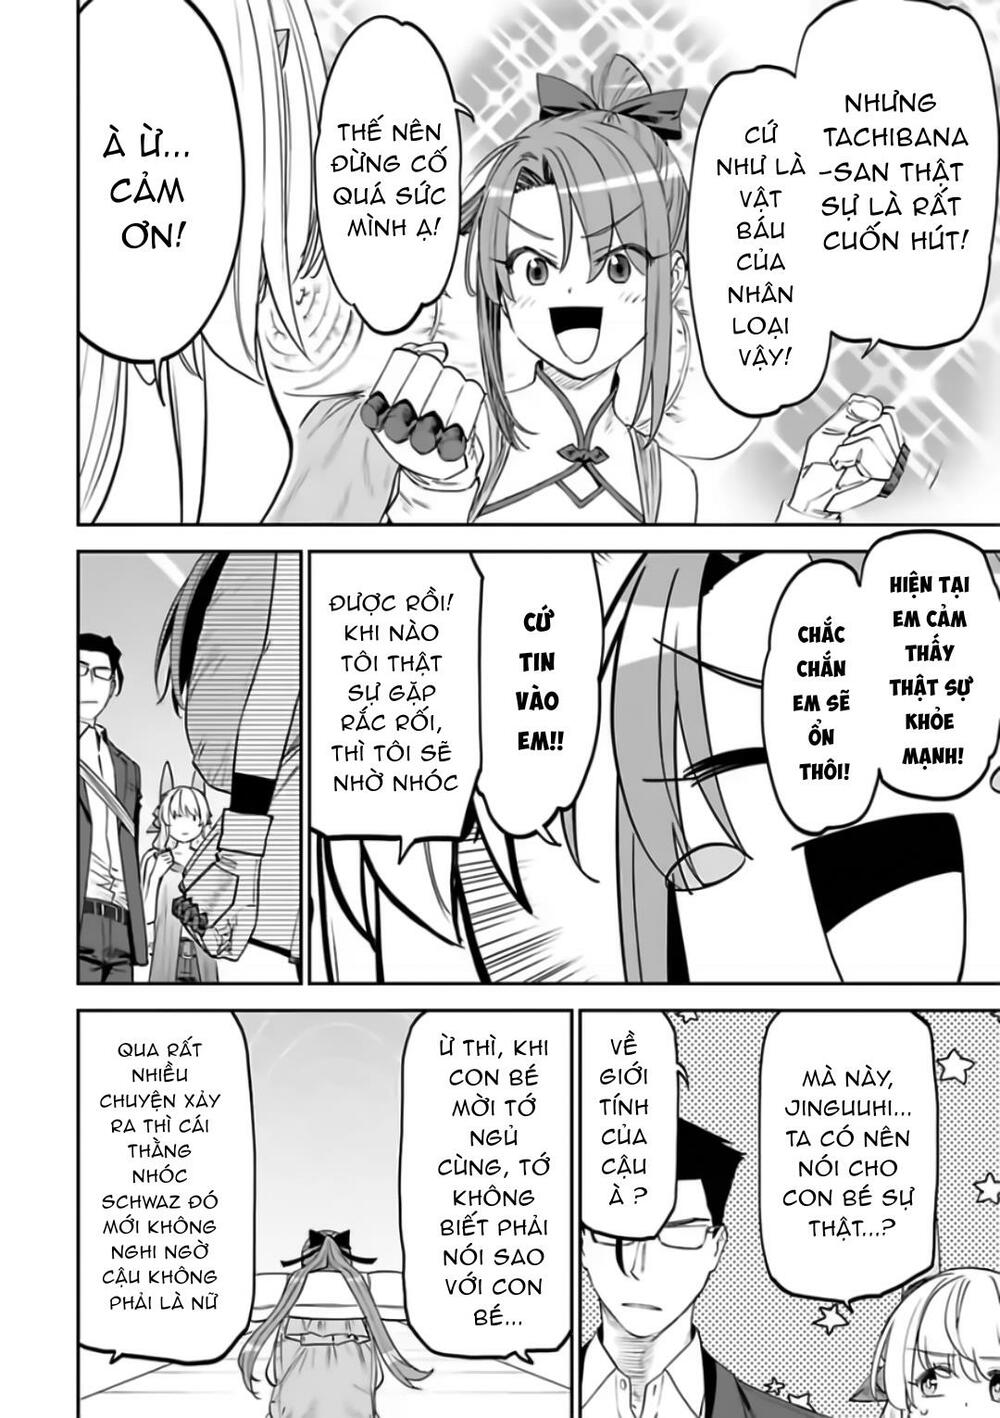 NHƯNG
TACHIBANA
-SAN THẬT
SỰ LÀ RẤT
CUỐN HÚT!
CỨ
NHƯ LÀ
VẬT
BÁU
CỦA
NHÂN
LOẠI
VẬY!
THẾ NÊN
ĐỪNG CỐ
QUÁ SỨC
MÌNH Ạ!
À Ừ...
CẢM
ƠN!
HIỆN TẠI
EM CẢM
THẤY
THẬT SỰ
KHỎE
MẠNH!
CHẮC
CHẮN
EM SẼ
ỔN
THÔI!
CỨ
TIN
VÀO
EM!!
ĐƯỢC RỒI!
KHI NÀO
TÔI THẬT
SỰ GẶP
RẮC RỐI,
THÌ TÔI SẼ
NHỜ NHÓC
MÀ NÀY,
JINGUUHI...
TA CÓ NÊN
NÓI CHO
CON BÉ SỰ
THẬT...?
VỀ
GIỚI
TÍNH
CỦA
CẬU
À ?
Ừ THÌ, KHI
CON BÉ
MỜI TỚ
NGỦ
CÙNG, TỚ
KHÔNG
BIẾT PHẢI
NÓI SAO
VỚI CON
BÉ...
QUA RẤT
NHIỀU
CHUYỆN XẢY
RA THÌ CÁI
THẰNG
NHÓC
SCHWAZ ĐÓ
MỚI KHÔNG
NGHI NGỜ
CẬU KHÔNG
PHẢI LÀ NỮ